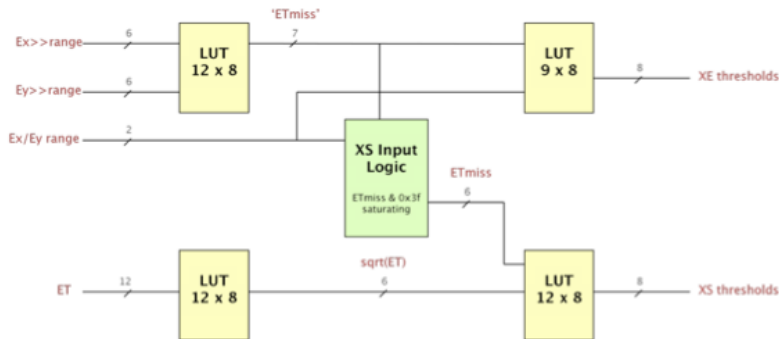 'ETmiss'
Ex>>range
6
7
LUT
12 x 8
LUT
9 x 8
8
XE thresholds
Ey>>range
6
Ex/Ey range
2
XS Input
Logic
ETmiss & 0x3f
saturating
ETmiss
6
ET
12
LUT
12 x 8
sqrt(ET)
6
LUT
12 x 8
8
XS thresholds